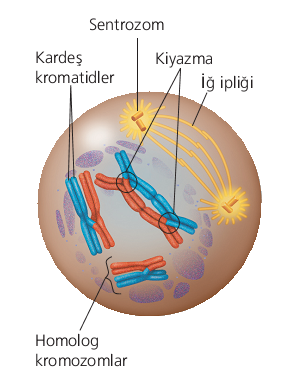 Sentrozom
Kardeş
kromatidler
Kiyazma
İğ ipliği
Homolog
kromozomlar